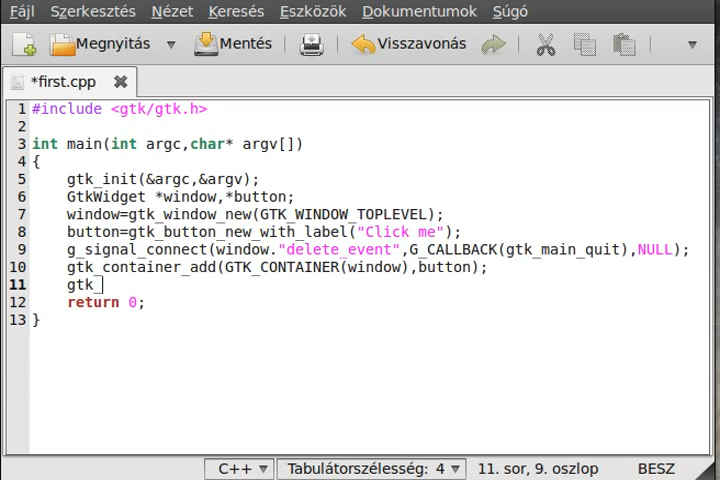 Fájl Szerkesztés Nézet Keresés Eszközök Dokumentumok Súgó
Megnyitás Mentés Visszavonás
*first.cpp
1 #include <gtk/gtk.h>
2
3 int main(int argc,char* argv[])
4 {
5     gtk_init(&argc,&argv);
6     GtkWidget *window,*button;
7     window=gtk_window_new(GTK_WINDOW_TOPLEVEL);
8     button=gtk_button_new_with_label("Click me");
9     g_signal_connect(window."delete_event",G_CALLBACK(gtk_main_quit),NULL);
10     gtk_container_add(GTK_CONTAINER(window),button);
11     gtk_
12     return 0;
13 }
C++ Tabulátorszélesség: 4 11. sor, 9. oszlop BESZ